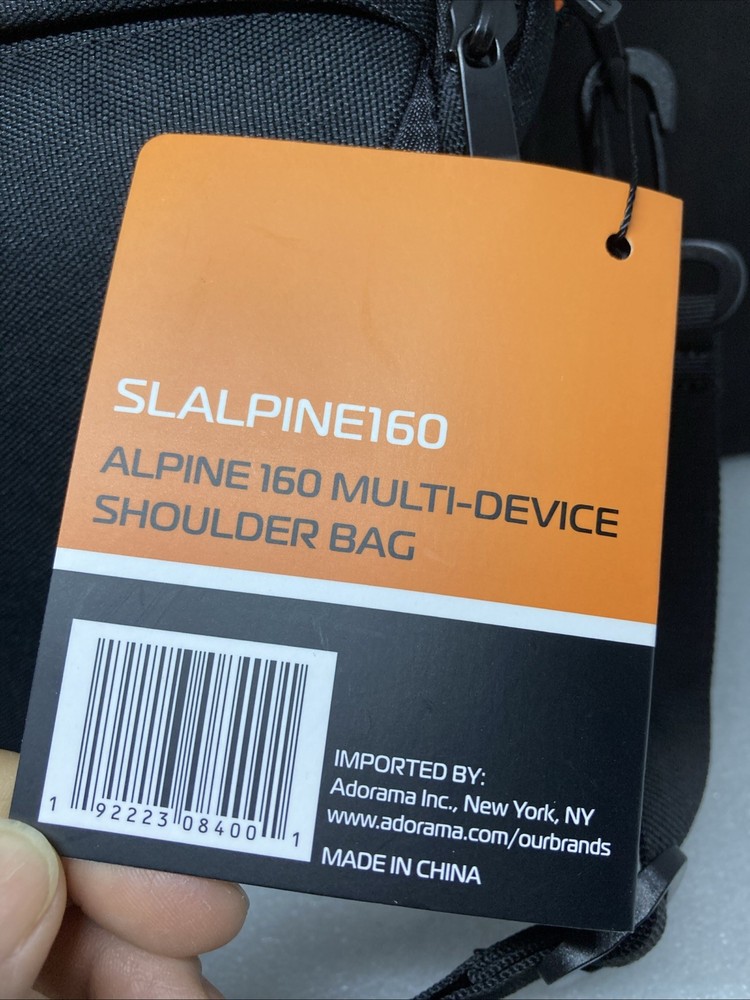 SLALPINE160
ALPINE 160 MULTI-DEVICE
SHOULDER BAG
1 92223 08400 1
IMPORTED BY:
Adorama Inc., New York, NY
www.adorama.com/ourbrands
MADE IN CHINA